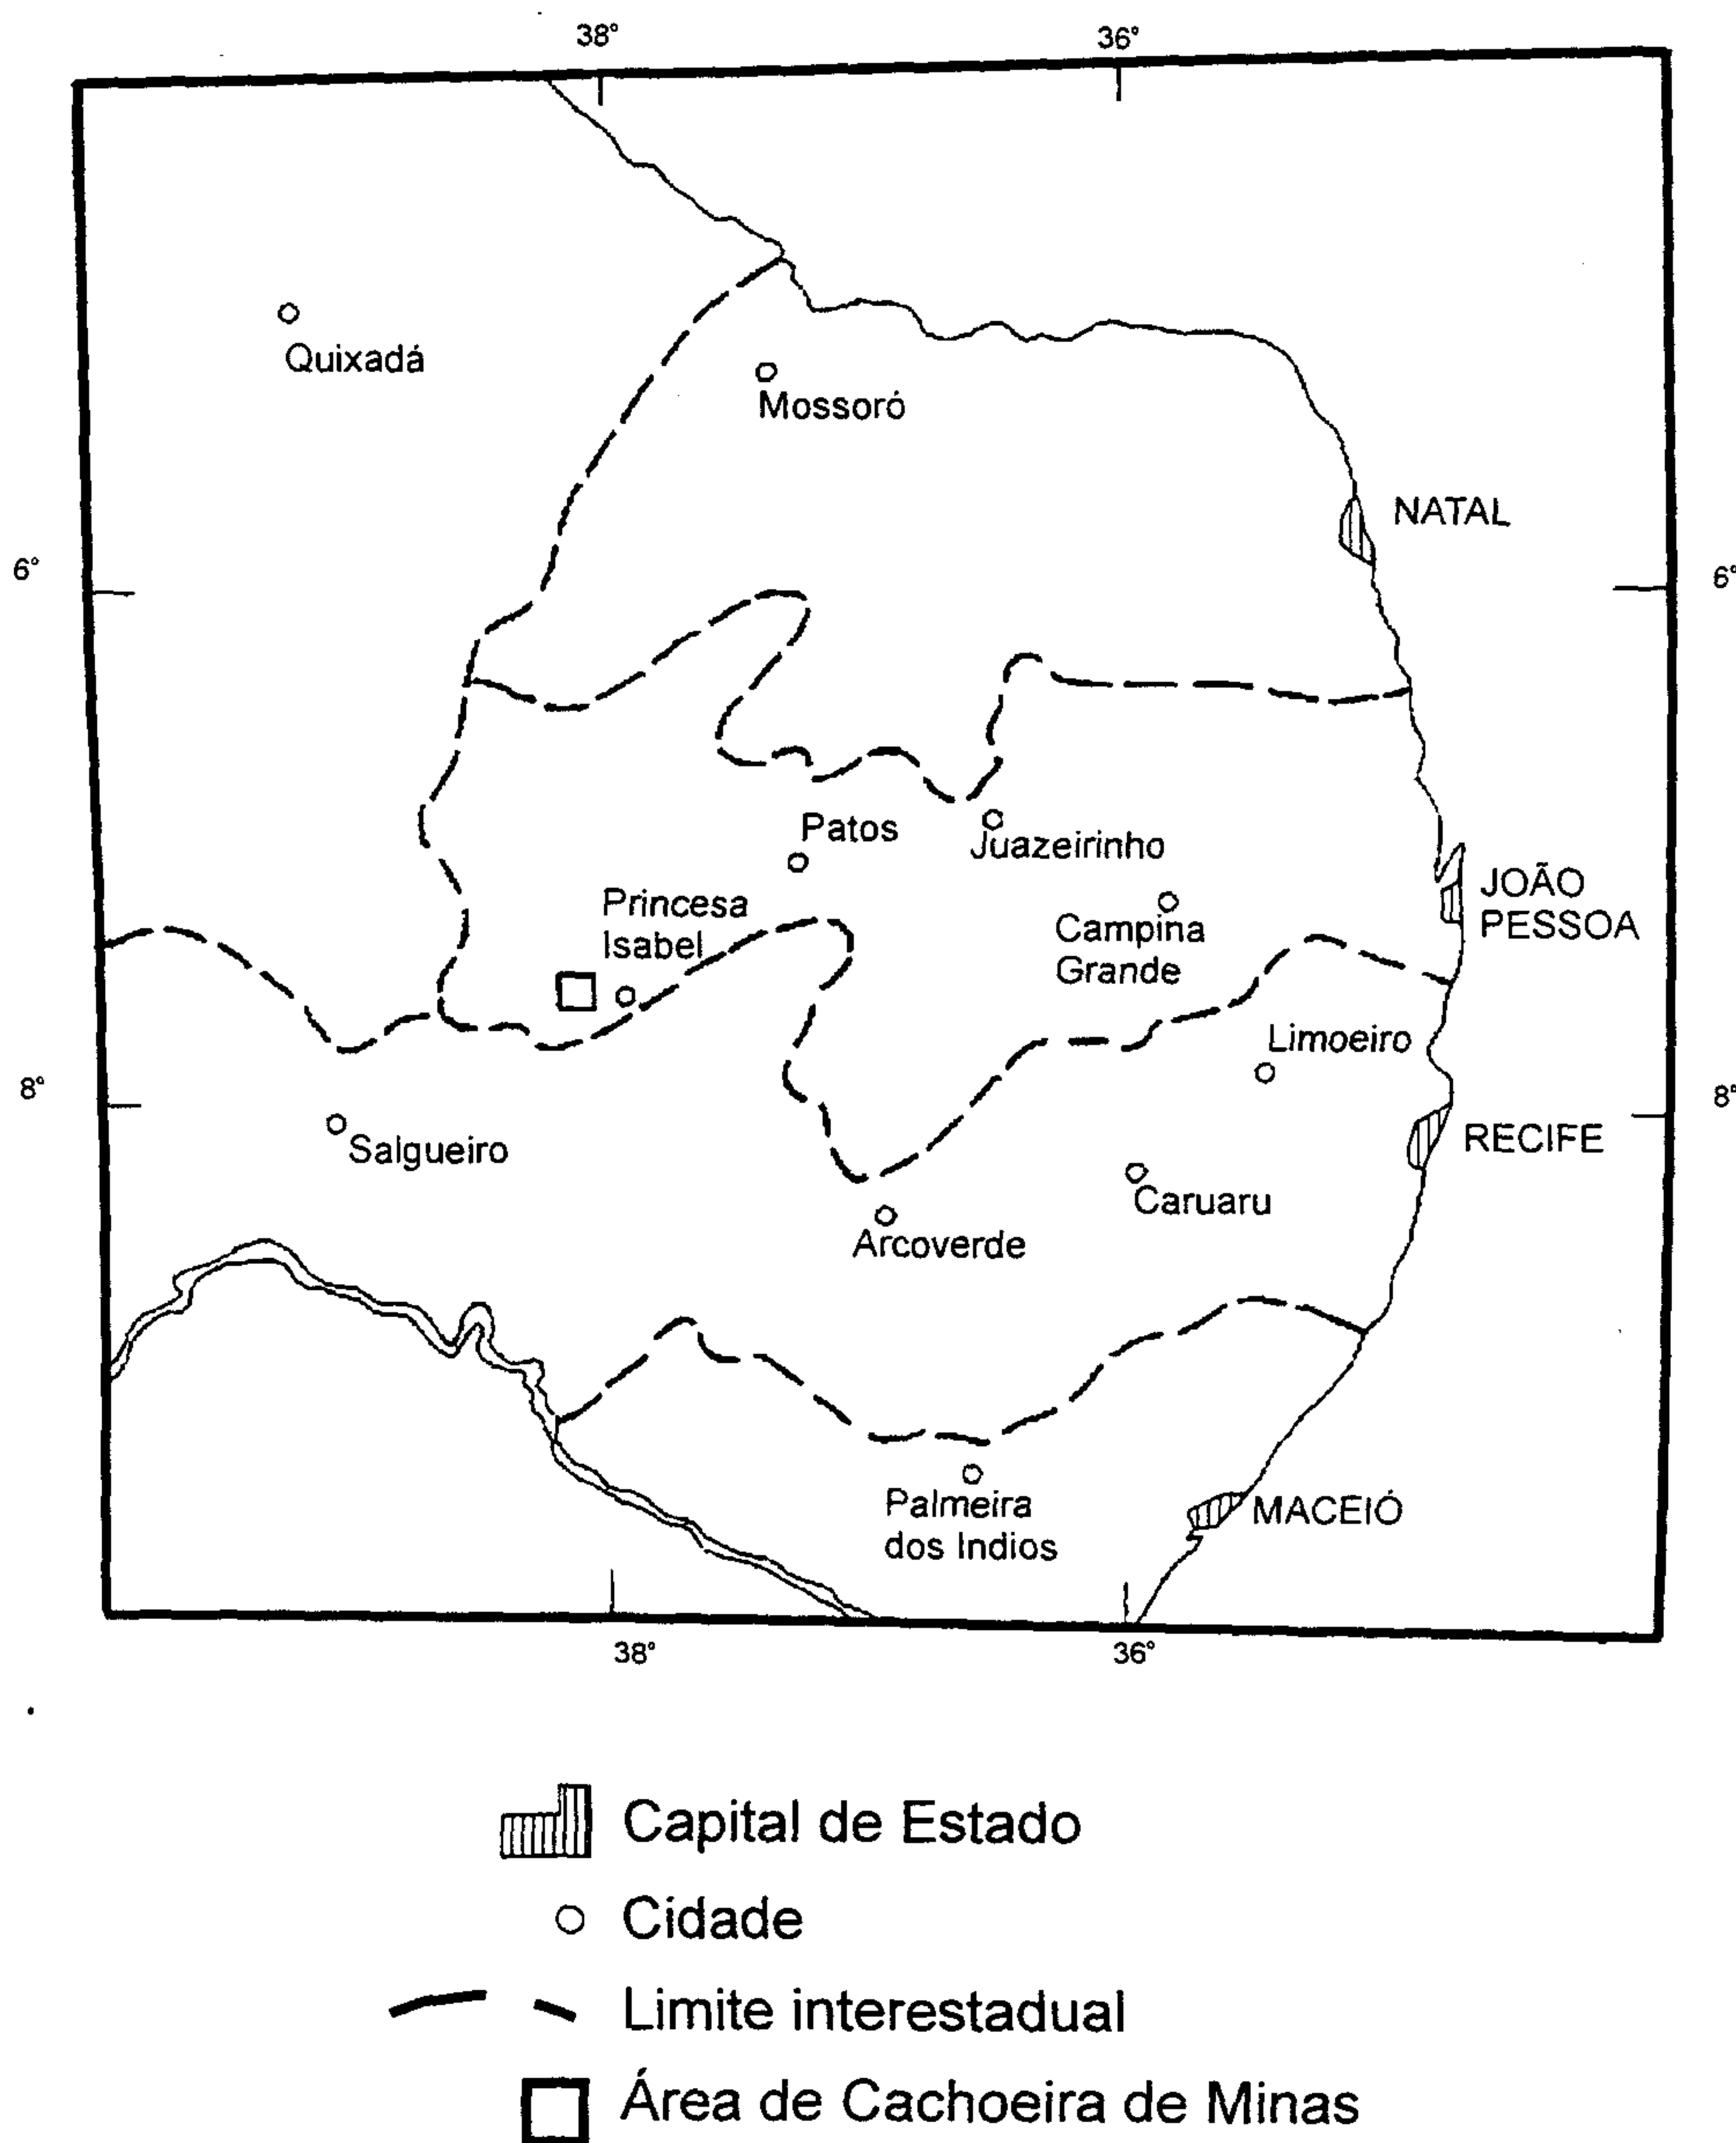 38° 36°
Quixadá
Mossoró
NATAL
6° 6°
Patos
Juazeirinho
JOÃO
PESSOA
Princesa
Isabel
Campina
Grande
Limoeiro
8° 8°
RECIFE
Salgueiro
Caruaru
Arcoverde
Palmeira
dos Indios
MACEIÓ
38° 36°
Capital de Estado
Cidade
Limite interestadual
Área de Cachoeira de Minas